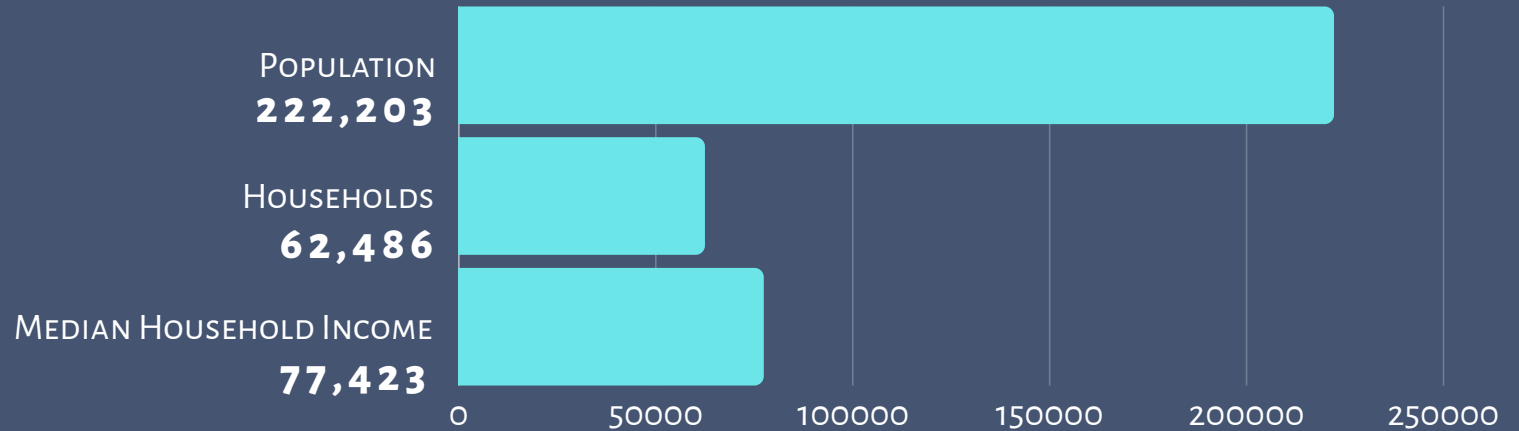 Population
222,203
Households
62,486
Median Household Income
77,423
0 50000 100000 150000 200000 250000